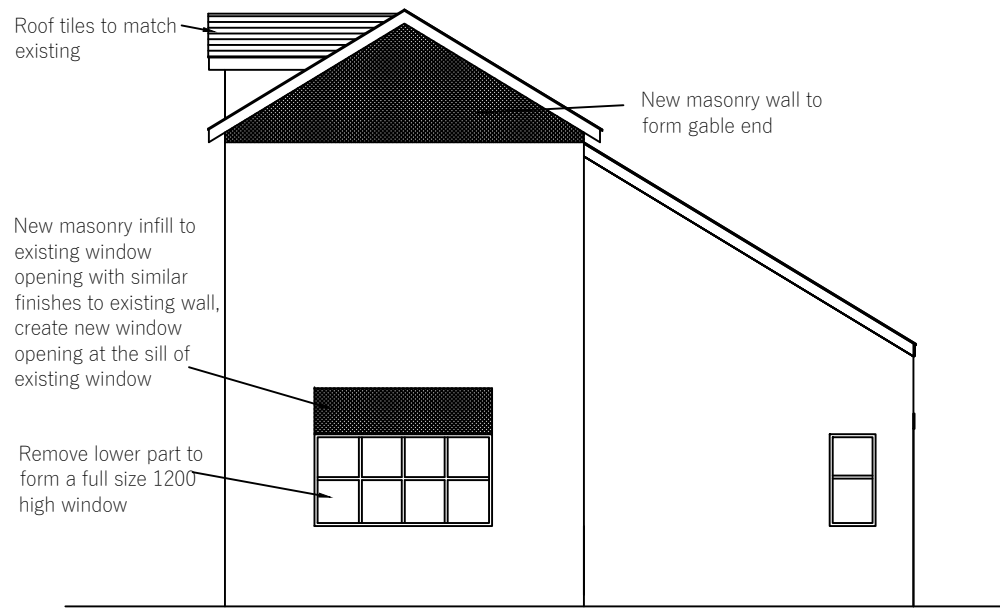 Roof tiles to match
existing
New masonry wall to
form gable end
New masonry infill to
existing window
opening with similar
finishes to existing wall,
create new window
opening at the sill of
existing window
Remove lower part to
form a full size 1200
high window